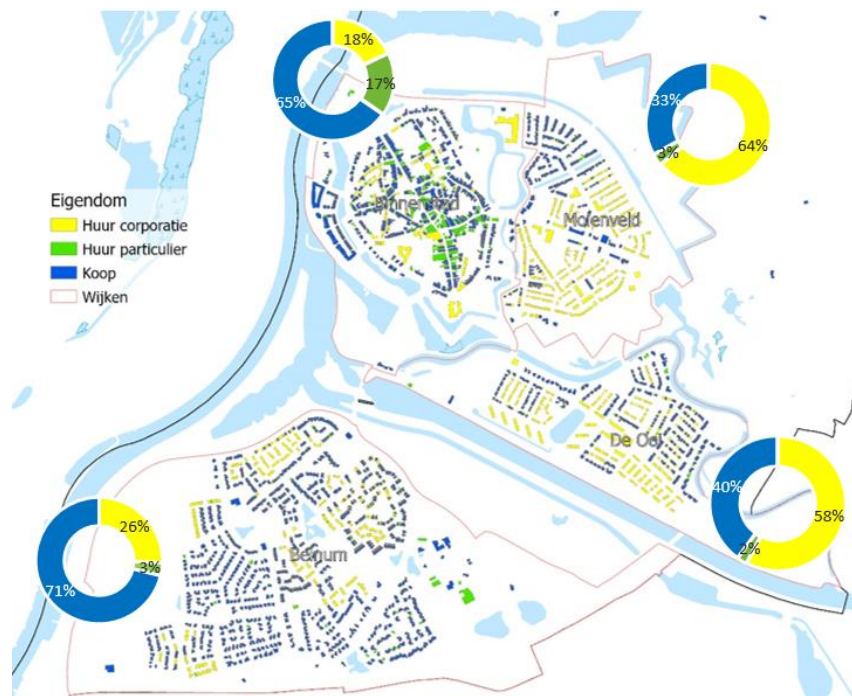 18%
17%
65%
33%
64%
3%
Eigendom
Huur corporatie
Huur particulier
Koop
Wijken
Binnenstad
Molenveld
De Ooi
40%
58%
2%
26%
3%
71%
Beinum